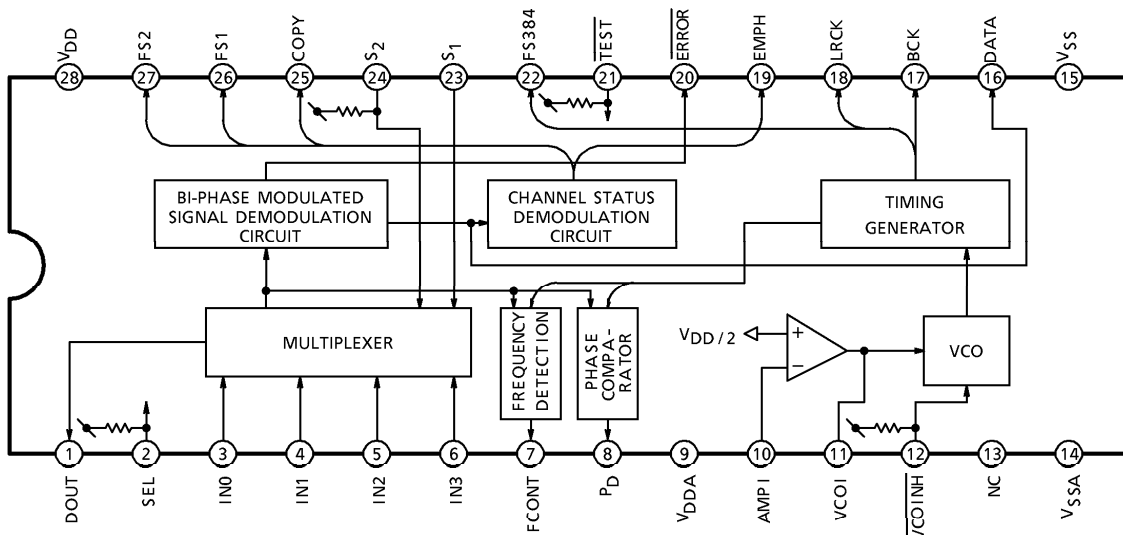 VDD FS2 FS1 COPY S2 S1 FS384 TEST ERROR EMPH LRCK BCK DATA VSS
28 27 26 25 24 23 22 21 20 19 18 17 16 15
BI-PHASE MODULATED
SIGNAL DEMODULATION
CIRCUIT
CHANNEL STATUS
DEMODULATION
CIRCUIT
TIMING
GENERATOR
MULTIPLEXER
FREQUENCY
DETECTION
PHASE
COMPA-
RATOR
VDD/2
+
−
VCO
1 2 3 4 5 6 7 8 9 10 11 12 13 14
DOUT SEL IN0 IN1 IN2 IN3 FCONT PD VDDA AMPI VCOI VCOINH NC VSSA